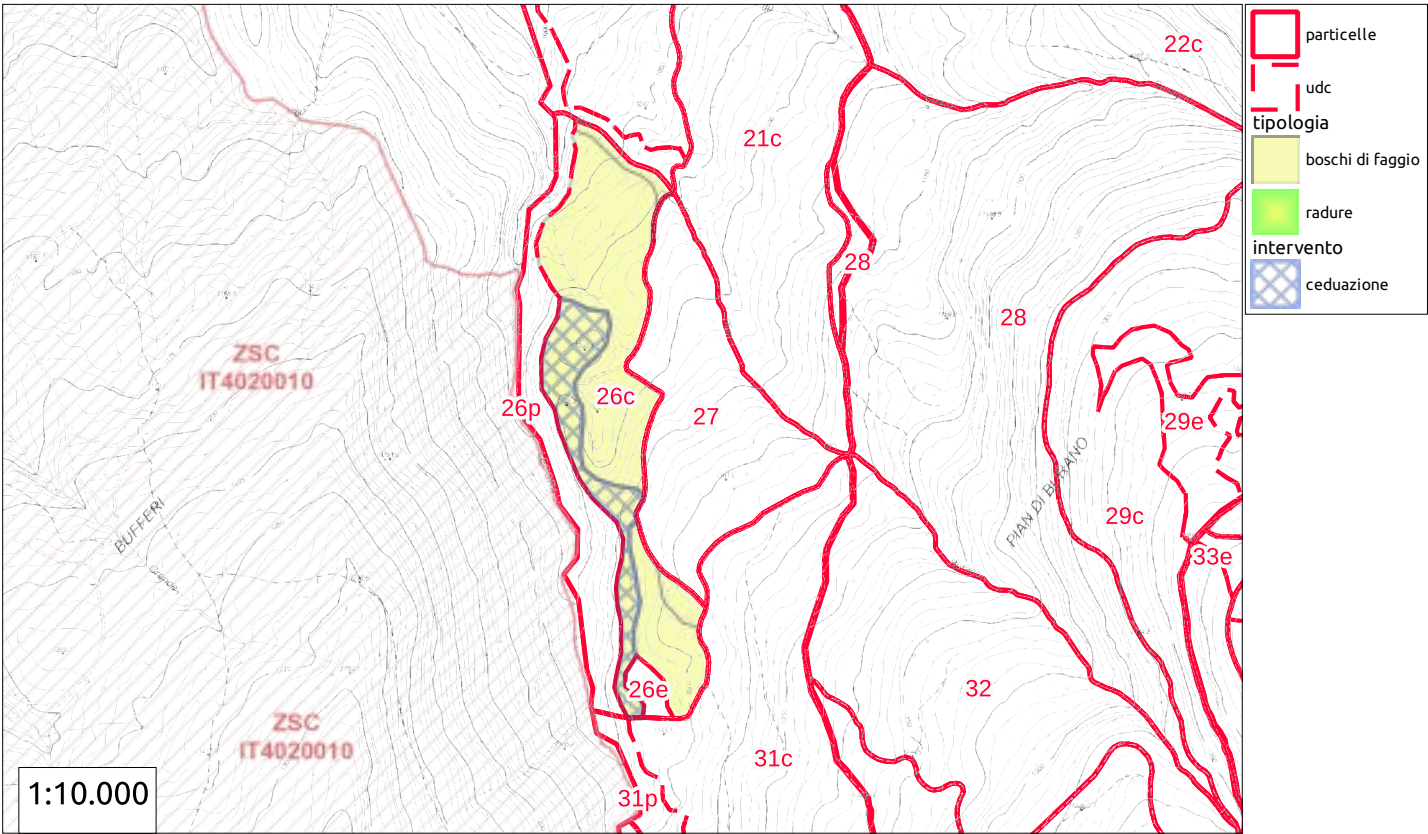 22c
21c
28
28
ZSC
IT4020010
26p
26c
27
29e
BUFFERI
PIAN DI BURANO
29c
33e
26e
32
ZSC
IT4020010
31c
31p
1:10.000
particelle
udc
tipologia
boschi di faggio
radure
intervento
ceduazione